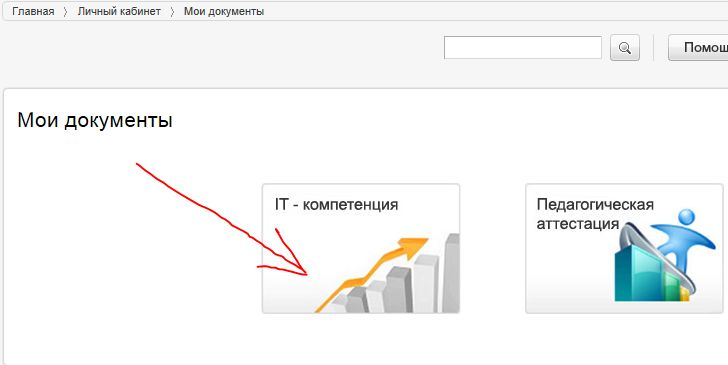 Главная 〉 Личный кабинет 〉 Мои документы
Помощ
Мои документы
IT - компетенция
Педагогическая
аттестация